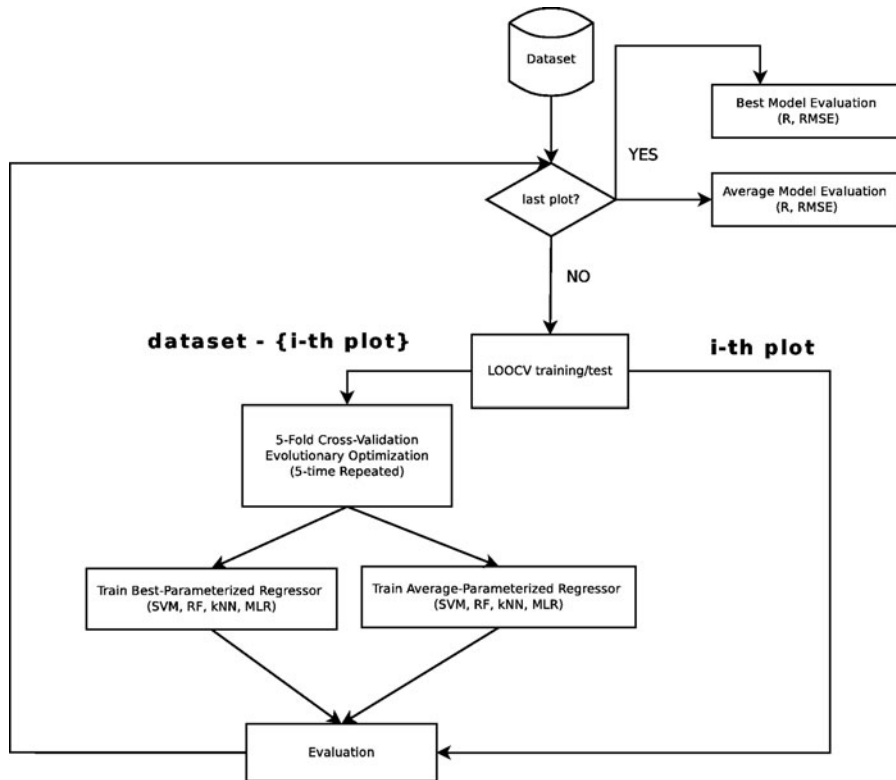 Dataset
Best Model Evaluation
(R, RMSE)
YES
last plot?
Average Model Evaluation
(R, RMSE)
NO
dataset - {i-th plot}
i-th plot
LOOCV training/test
5-Fold Cross-Validation
Evolutionary Optimization
(5-time Repeated)
Train Best-Parameterized Regressor
(SVM, RF, kNN, MLR)
Train Average-Parameterized Regressor
(SVM, RF, kNN, MLR)
Evaluation